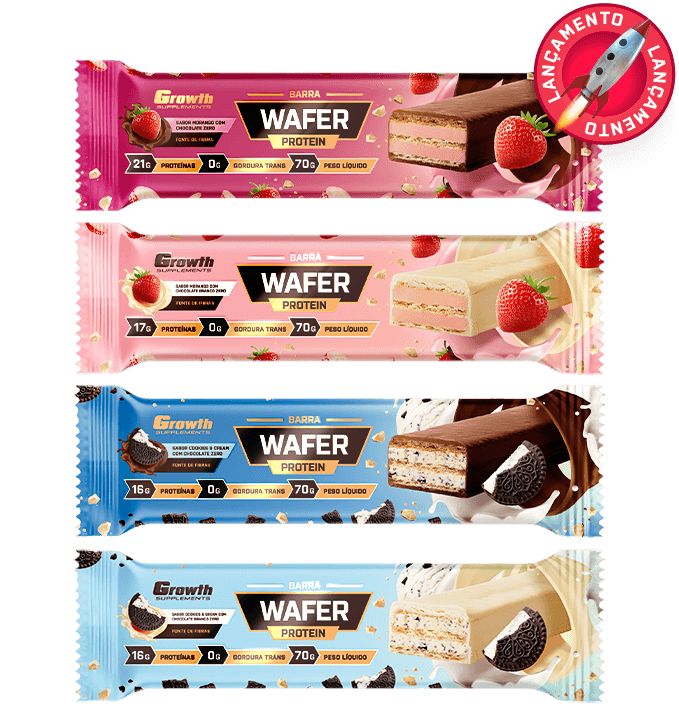 LANÇAMENTO
LANÇAMENTO
LANÇAMENTO
Growth
SUPPLEMENTS
SABOR MORANGO COM
CHOCOLATE ZERO
FONTE DE FIBRAS
BARRA
WAFER
PROTEIN
21G PROTEÍNAS 0G GORDURA TRANS 70G PESO LÍQUIDO
Growth
SUPPLEMENTS
SABOR MORANGO COM
CHOCOLATE BRANCO ZERO
FONTE DE FIBRAS
BARRA
WAFER
PROTEIN
17G PROTEÍNAS 0G GORDURA TRANS 70G PESO LÍQUIDO
Growth
SUPPLEMENTS
SABOR COOKIES & CREAM
COM CHOCOLATE ZERO
FONTE DE FIBRAS
BARRA
WAFER
PROTEIN
16G PROTEÍNAS 0G GORDURA TRANS 70G PESO LÍQUIDO
Growth
SUPPLEMENTS
SABOR COOKIES & CREAM COM
CHOCOLATE BRANCO ZERO
FONTE DE FIBRAS
BARRA
WAFER
PROTEIN
16G PROTEÍNAS 0G GORDURA TRANS 70G PESO LÍQUIDO